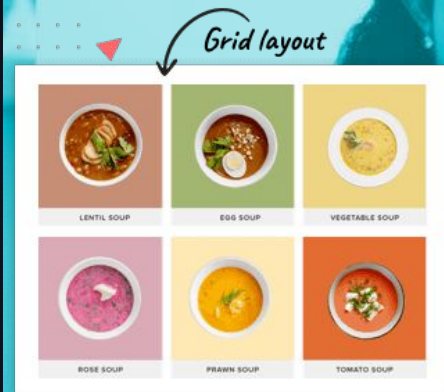 Grid layout
LENTIL SOUP
EGG SOUP
VEGETABLE SOUP
ROSE SOUP
PRAWN SOUP
TOMATO SOUP